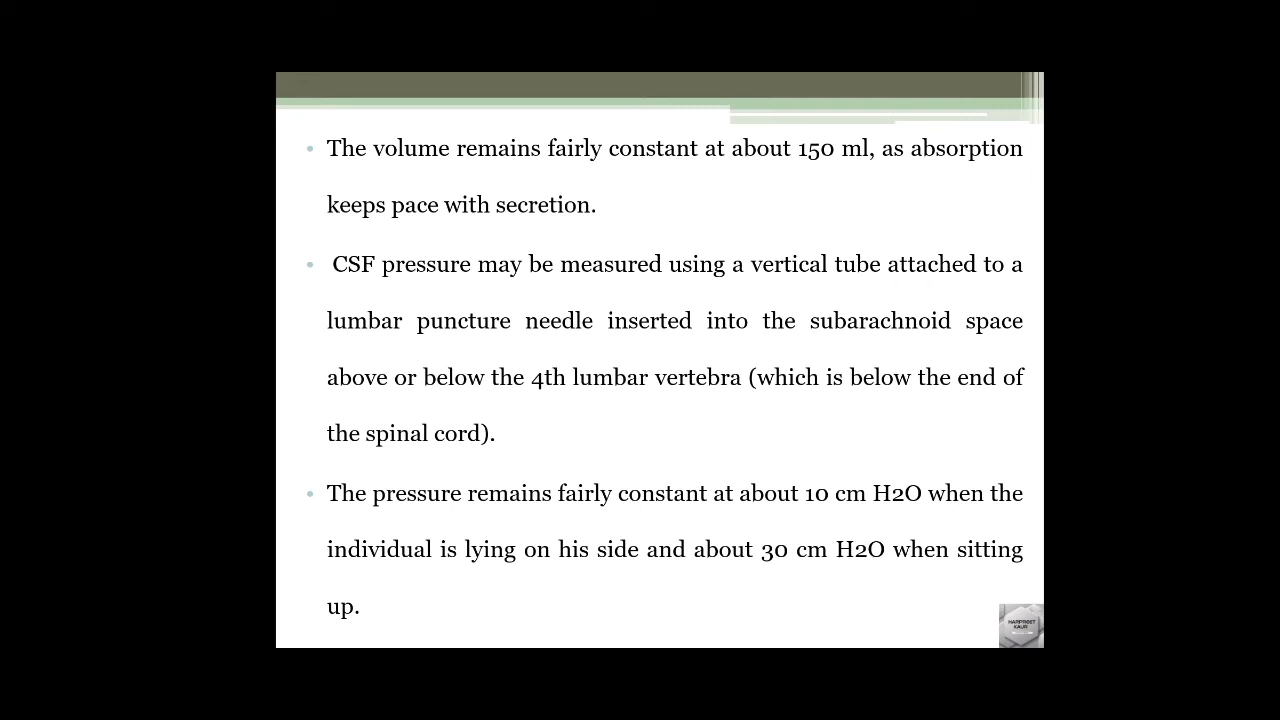 • The volume remains fairly constant at about 150 ml, as absorption
keeps pace with secretion.
• CSF pressure may be measured using a vertical tube attached to a
lumbar puncture needle inserted into the subarachnoid space
above or below the 4th lumbar vertebra (which is below the end of
the spinal cord).
• The pressure remains fairly constant at about 10 cm H2O when the
individual is lying on his side and about 30 cm H2O when sitting
up.
HARPREET
KAUR